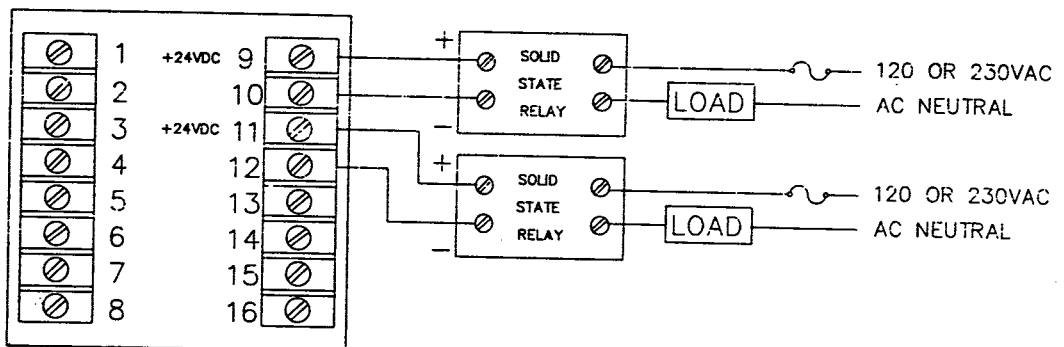 1
2
3
4
5
6
7
8
+24VDC 9
10
+24VDC 11
12
13
14
15
16
+
SOLID
STATE
RELAY
−
120 OR 230VAC
LOAD
AC NEUTRAL
+
SOLID
STATE
RELAY
−
120 OR 230VAC
LOAD
AC NEUTRAL